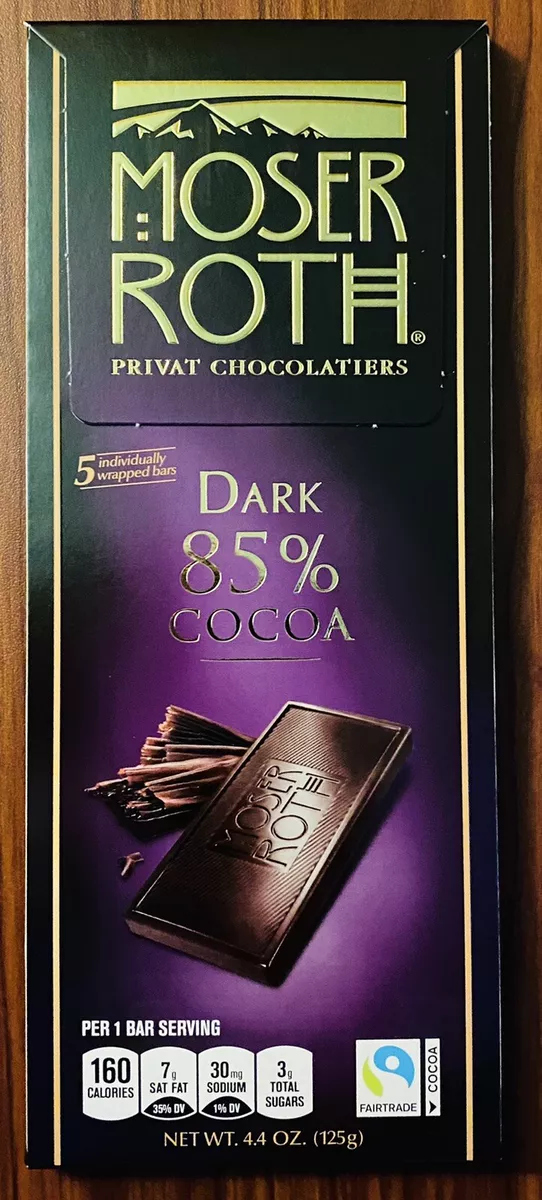 MOSER
ROTH®
PRIVAT CHOCOLATIERS
5 individually
wrapped bars
DARK
85%
COCOA
MOSER
ROTH
PER 1 BAR SERVING
160
CALORIES
7g
SAT FAT
35% DV
30mg
SODIUM
1% DV
3g
TOTAL
SUGARS
FAIRTRADE
COCOA
NET WT. 4.4 OZ. (125g)